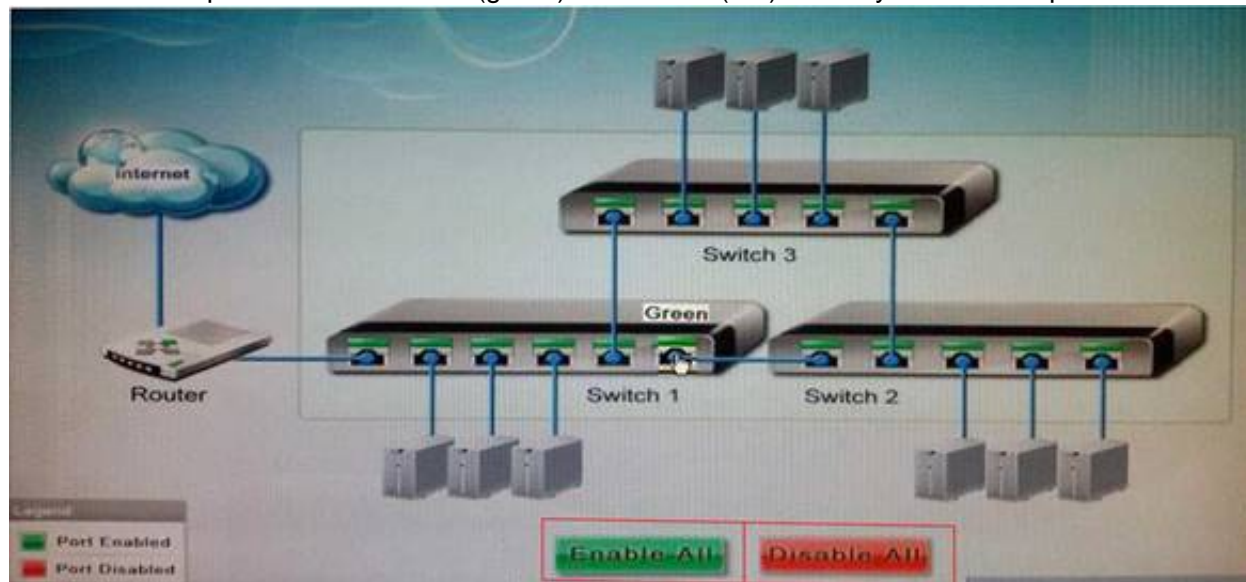 Internet
Switch 3
Green
Router
Switch 1
Switch 2
Legend
Port Enabled
Port Disabled
Enable All
Disable All